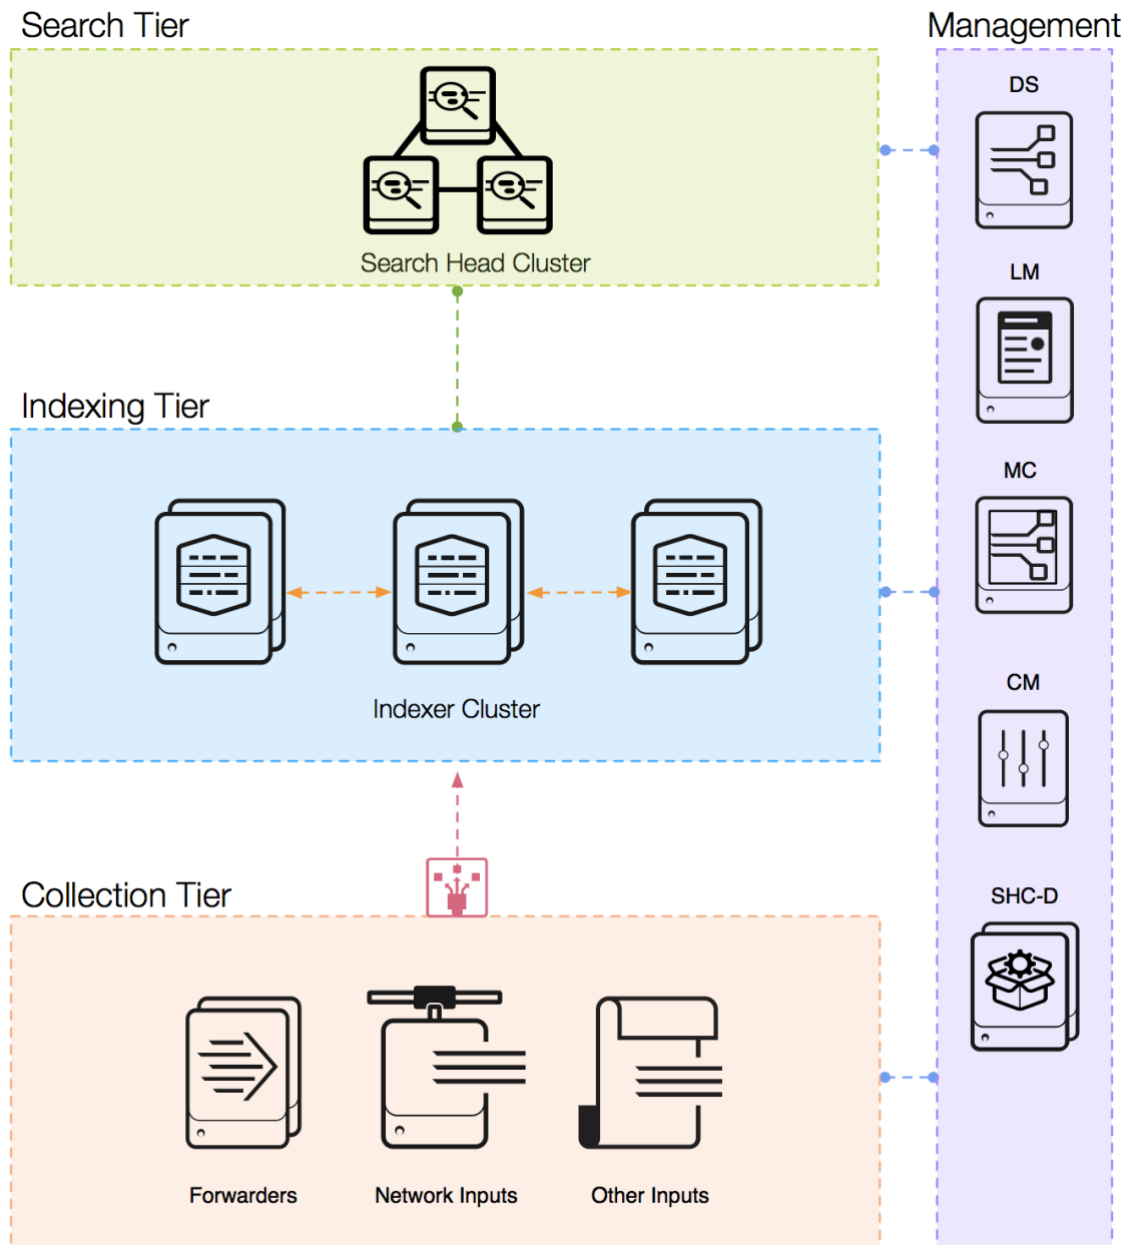 Search Tier
Management
DS
Search Head Cluster
LM
Indexing Tier
MC
Indexer Cluster
CM
Collection Tier
SHC-D
Forwarders
Network Inputs
Other Inputs